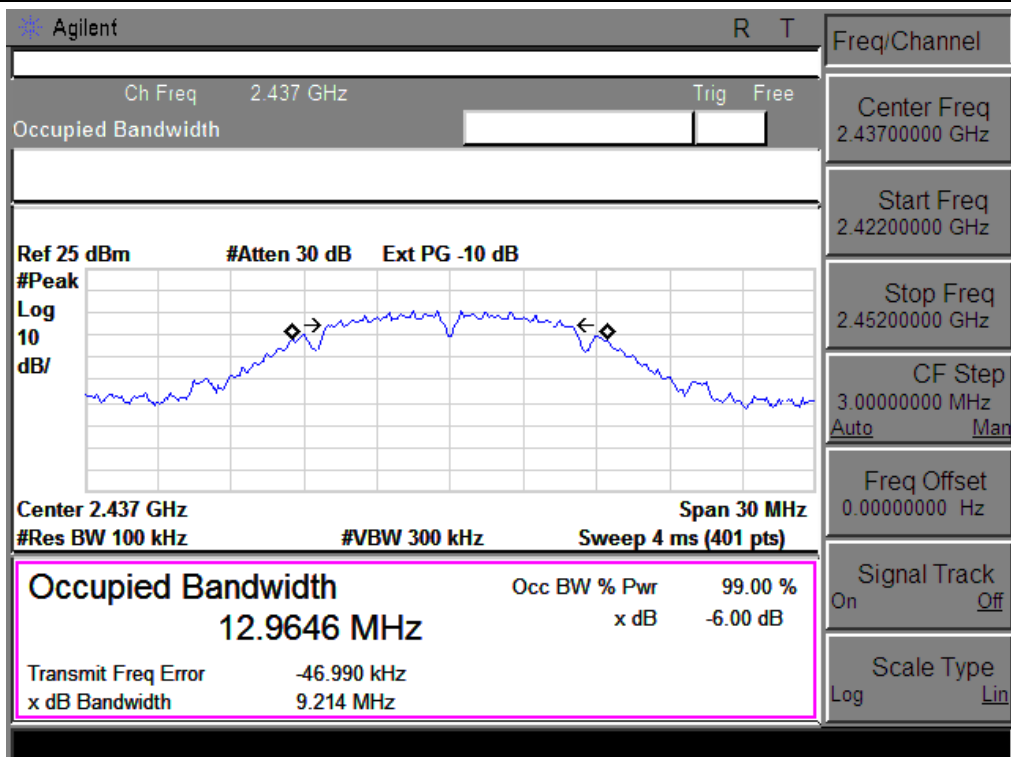 Agilent R T
Ch Freq 2.437 GHz Trig Free
Occupied Bandwidth
Ref 25 dBm #Atten 30 dB Ext PG -10 dB
#Peak
Log
10
dB/
Center 2.437 GHz Span 30 MHz
#Res BW 100 kHz #VBW 300 kHz Sweep 4 ms (401 pts)
Occupied Bandwidth Occ BW % Pwr 99.00 %
12.9646 MHz x dB -6.00 dB
Transmit Freq Error -46.990 kHz
x dB Bandwidth 9.214 MHz
Freq/Channel
Center Freq
2.43700000 GHz
Start Freq
2.42200000 GHz
Stop Freq
2.45200000 GHz
CF Step
3.00000000 MHz
Auto Man
Freq Offset
0.00000000 Hz
Signal Track
On Off
Scale Type
Log Lin